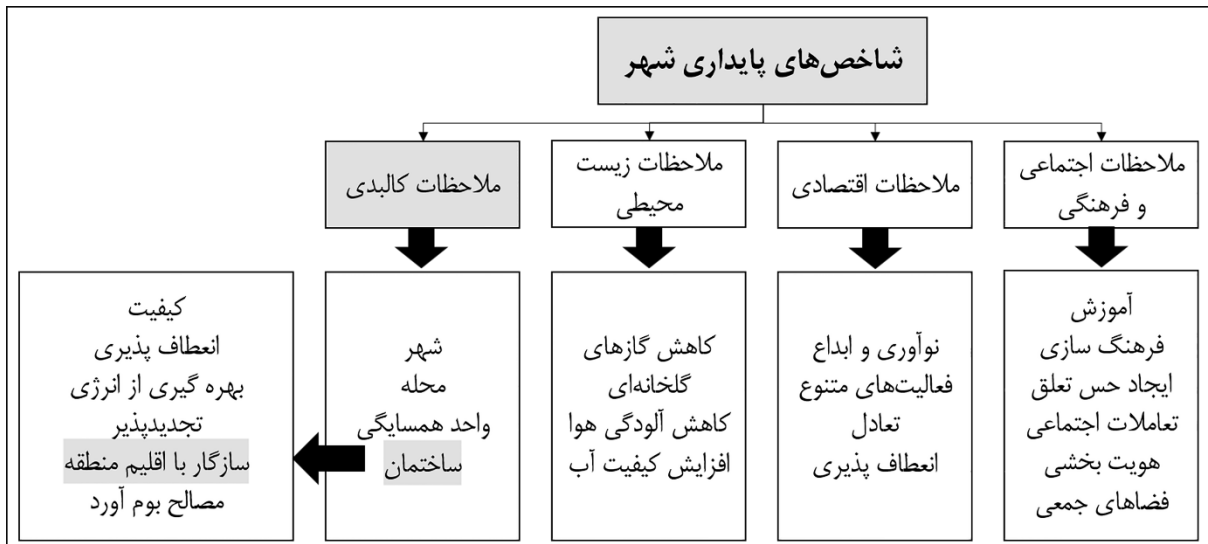 شاخص‌های پایداری شهر
ملاحظات اجتماعی
و فرهنگی
ملاحظات اقتصادی
ملاحظات زیست
محیطی
ملاحظات کالبدی
آموزش
فرهنگ سازی
ایجاد حس تعلق
تعاملات اجتماعی
هویت بخشی
فضاهای جمعی
نوآوری و ابداع
فعالیت‌های متنوع
تعادل
انعطاف پذیری
کاهش گازهای
گلخانه‌ای
کاهش آلودگی هوا
افزایش کیفیت آب
شهر
محله
واحد همسایگی
ساختمان
کیفیت
انعطاف پذیری
بهره گیری از انرژی
تجدیدپذیر
سازگار با اقلیم منطقه
مصالح بوم آورد